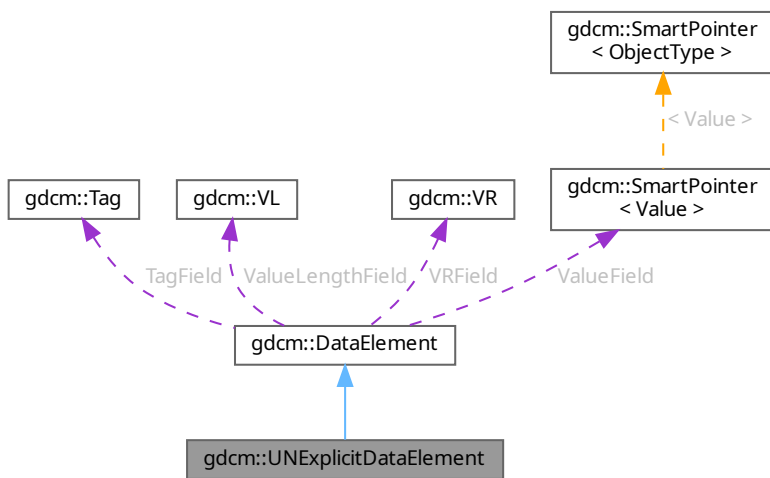 gdcm::SmartPointer
< ObjectType >
< Value >
gdcm::Tag
gdcm::VL
gdcm::VR
gdcm::SmartPointer
< Value >
TagField
ValueLengthField
VRField
ValueField
gdcm::DataElement
gdcm::UNExplicitDataElement